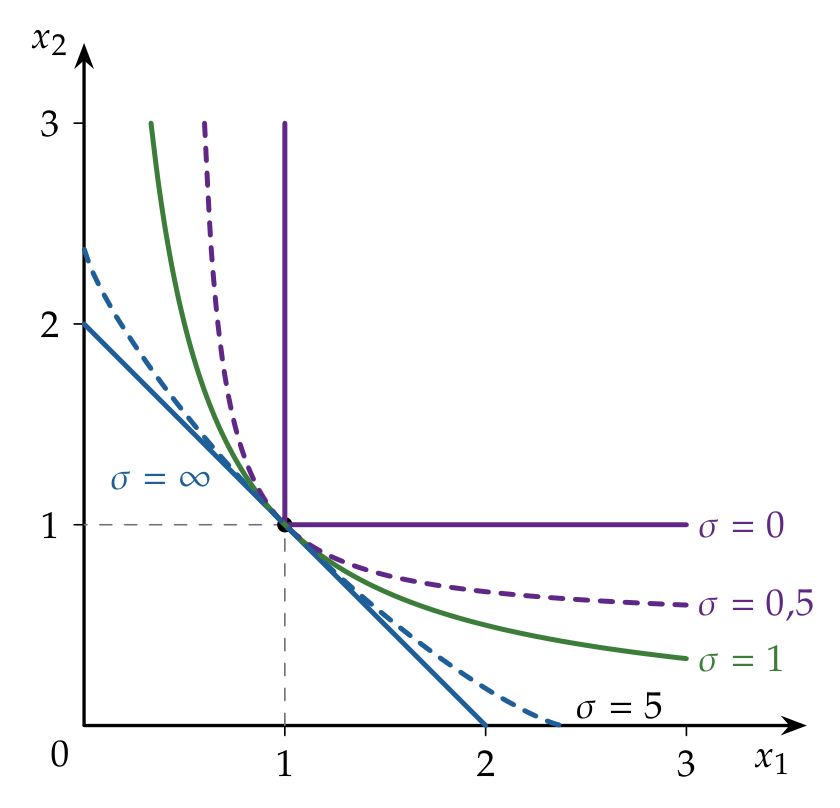 x₂
3
2
σ = ∞
1
σ = 0
σ = 0,5
σ = 1
σ = 5
0
1
2
3
x₁